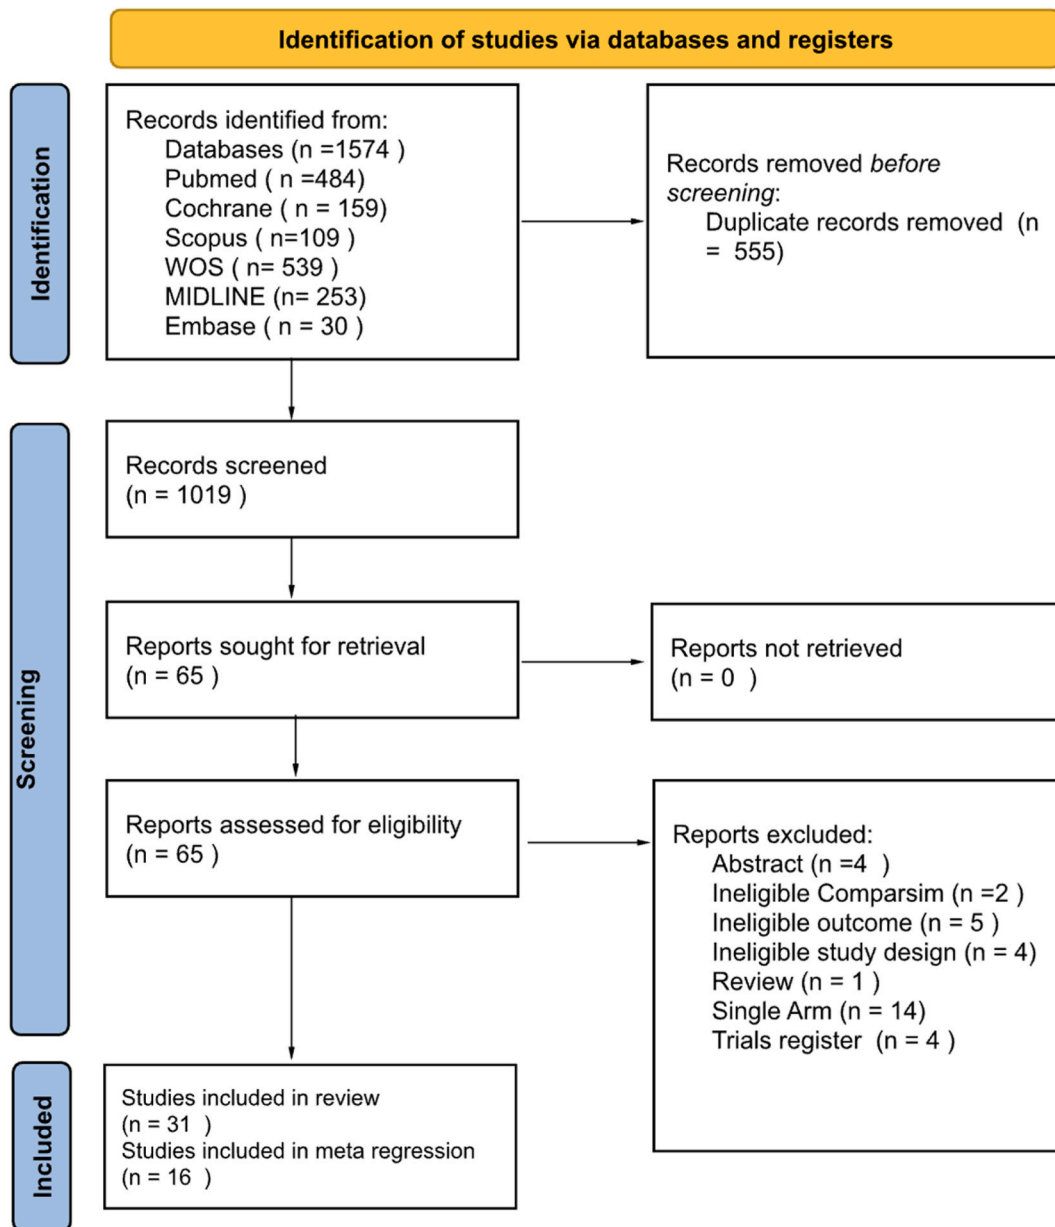 Identification of studies via databases and registers
Identification
Records identified from:
Databases (n =1574 )
Pubmed ( n =484)
Cochrane ( n = 159)
Scopus ( n=109 )
WOS ( n= 539 )
MIDLINE (n= 253)
Embase ( n = 30 )
Records removed before
screening:
Duplicate records removed (n
= 555)
Screening
Records screened
(n = 1019 )
Reports sought for retrieval
(n = 65 )
Reports not retrieved
(n = 0 )
Reports assessed for eligibility
(n = 65 )
Reports excluded:
Abstract (n =4 )
Ineligible Comparsim (n =2 )
Ineligible outcome (n = 5 )
Ineligible study design (n = 4)
Review (n = 1 )
Single Arm (n = 14)
Trials register (n = 4 )
Included
Studies included in review
(n = 31 )
Studies included in meta regression
(n = 16 )